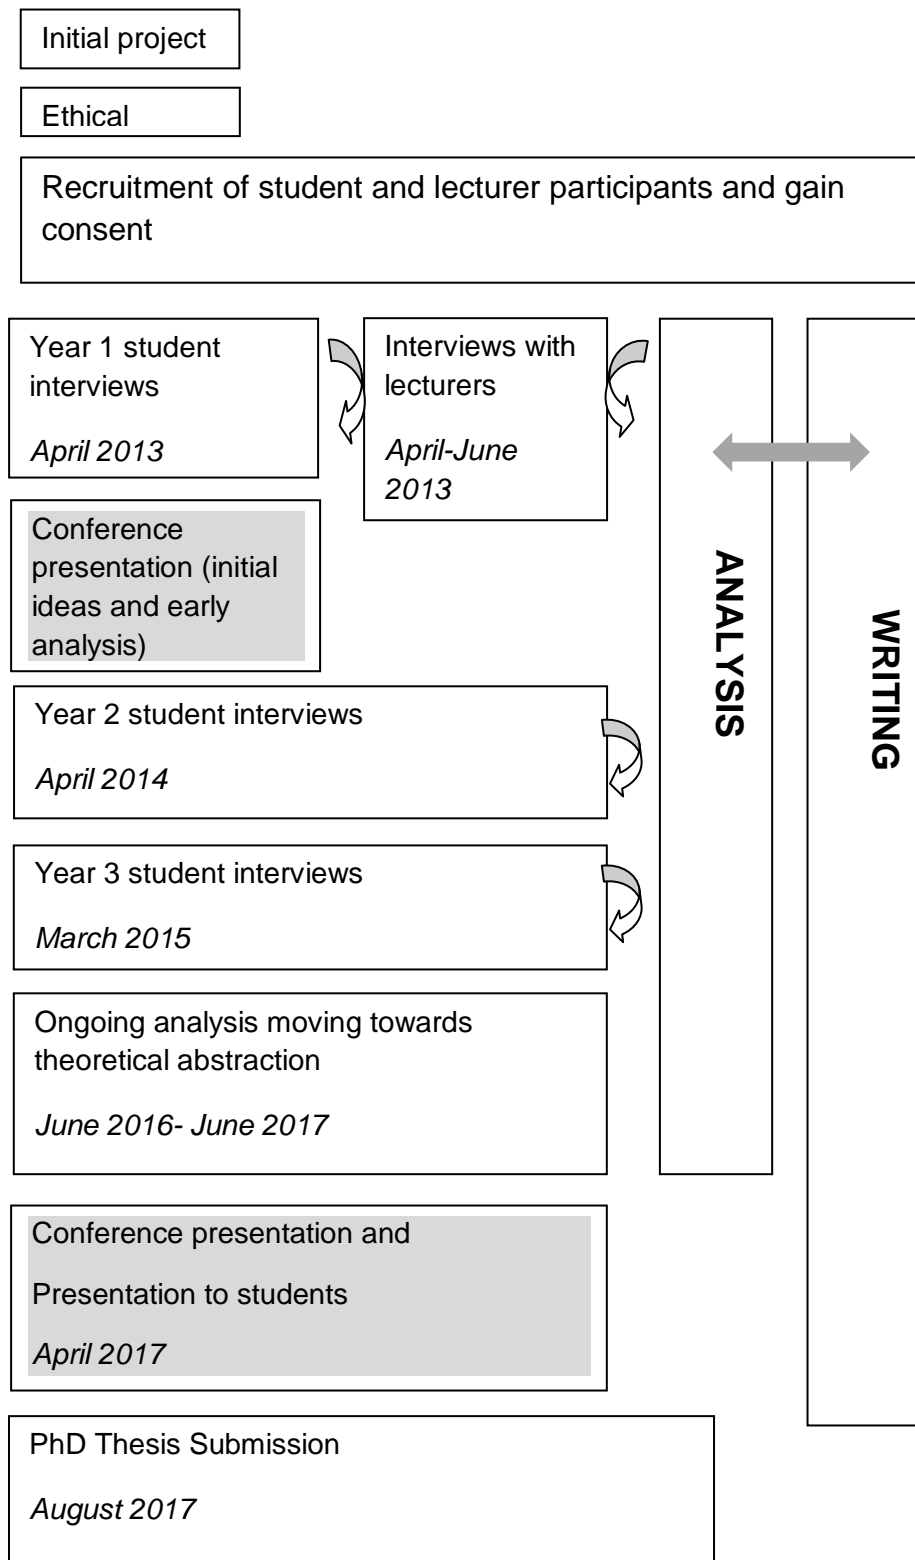 Initial project
Ethical
Recruitment of student and lecturer participants and gain
consent
Year 1 student
interviews
April 2013
Interviews with
lecturers
April-June
2013
Conference
presentation (initial
ideas and early
analysis)
Year 2 student interviews
April 2014
Year 3 student interviews
March 2015
Ongoing analysis moving towards
theoretical abstraction
June 2016- June 2017
Conference presentation and
Presentation to students
April 2017
PhD Thesis Submission
August 2017
ANALYSIS
WRITING